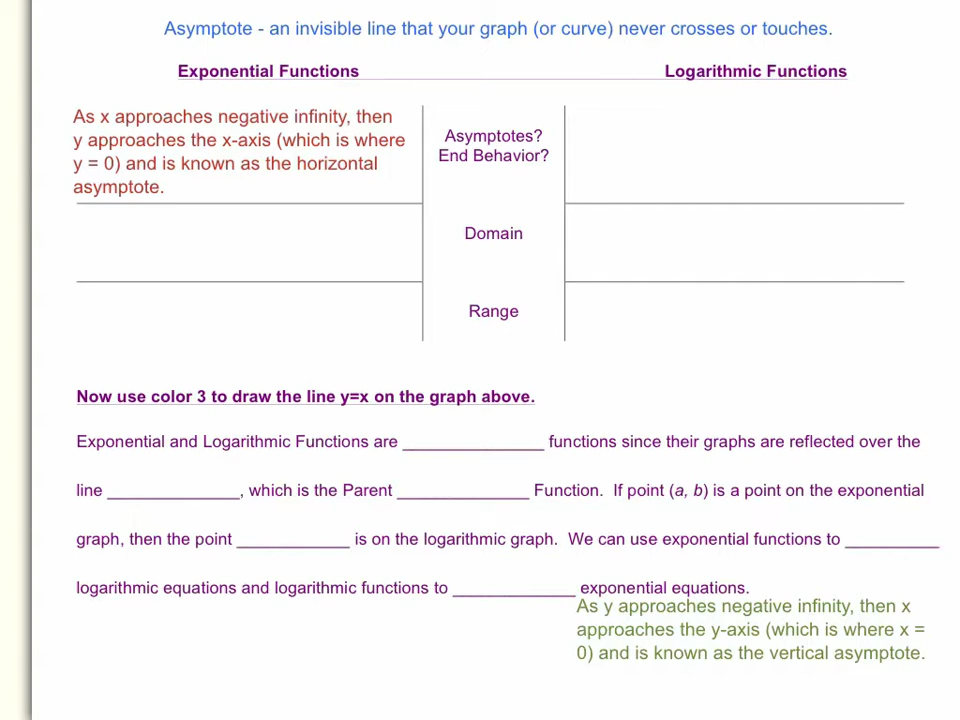 Asymptote - an invisible line that your graph (or curve) never crosses or touches.
Exponential Functions Logarithmic Functions
As x approaches negative infinity, then
y approaches the x-axis (which is where
y = 0) and is known as the horizontal
asymptote.
Asymptotes?
End Behavior?
Domain
Range
Now use color 3 to draw the line y=x on the graph above.
Exponential and Logarithmic Functions are _______________ functions since their graphs are reflected over the
line ______________, which is the Parent ______________ Function. If point (a, b) is a point on the exponential
graph, then the point ____________ is on the logarithmic graph. We can use exponential functions to __________
logarithmic equations and logarithmic functions to _____________ exponential equations.
As y approaches negative infinity, then x
approaches the y-axis (which is where x =
0) and is known as the vertical asymptote.